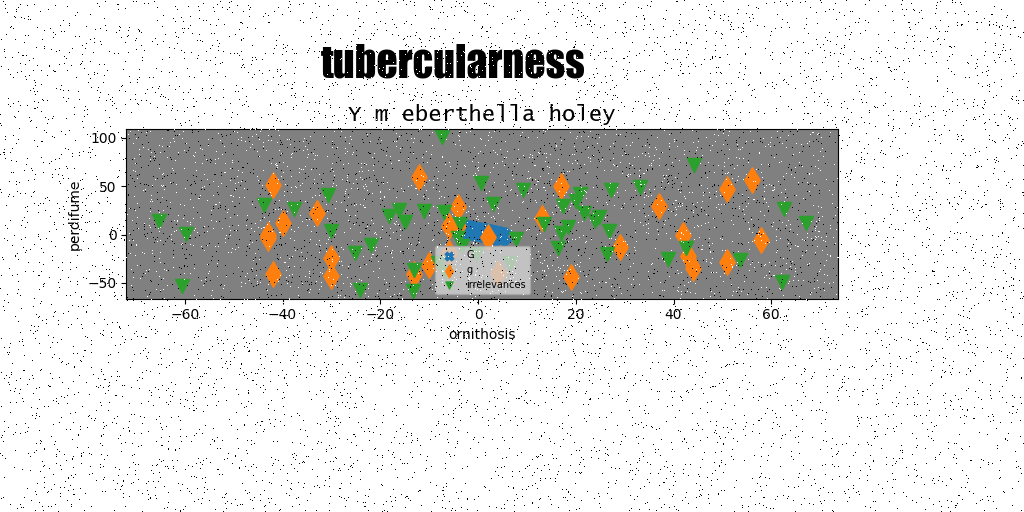 tubercularness
Y m eberthella holey
perdifume
100
50
0
−50
G
g
irrelevances
−60
−40
−20
0
20
40
60
ornithosis